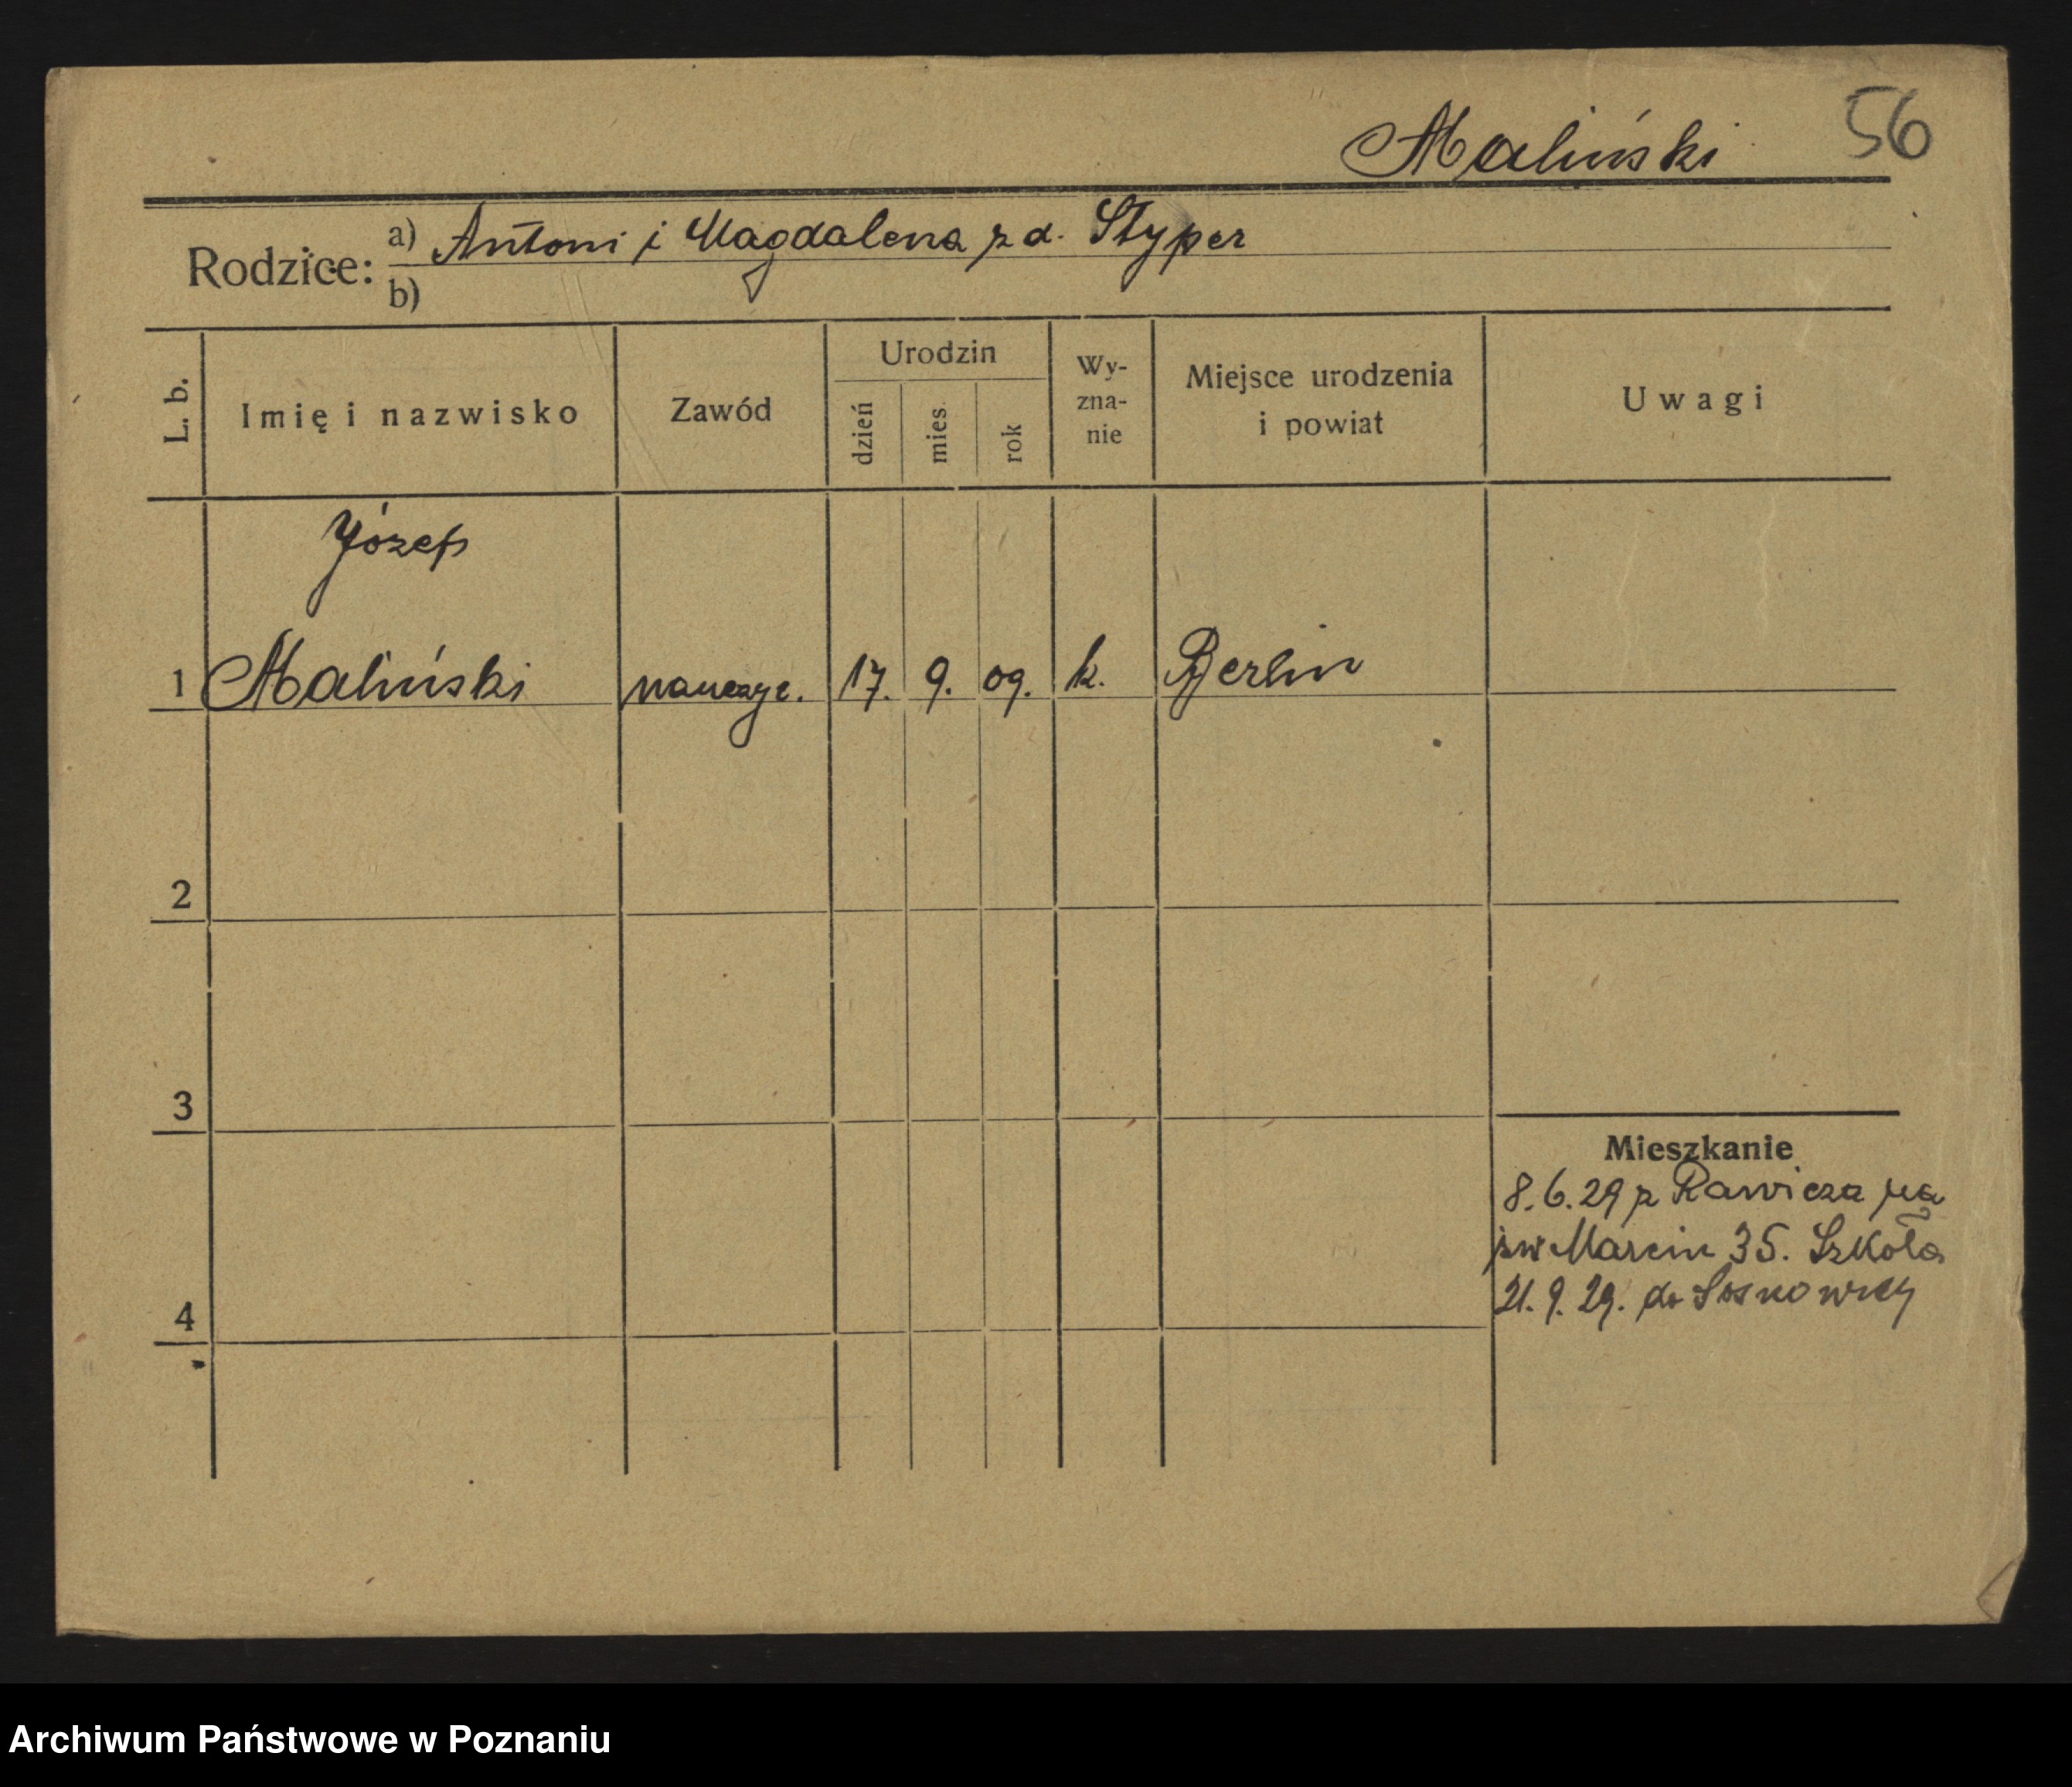 Maliński 56
Rodzice: a) Antoni i Magdalena z d. Styper
b)
L. b. Imię i nazwisko Zawód Urodzin dzień mies. rok Wy-zna-nie Miejsce urodzenia i powiat Uwagi
Józef
1 Maliński nauczyc. 17. 9. 09. k. Berlin
2
3
Mieszkanie
8.6.29 z Rawicza na
św Marcin 35. Szkoła
4 21.9.29. do
Archiwum Państwowe w Poznaniu